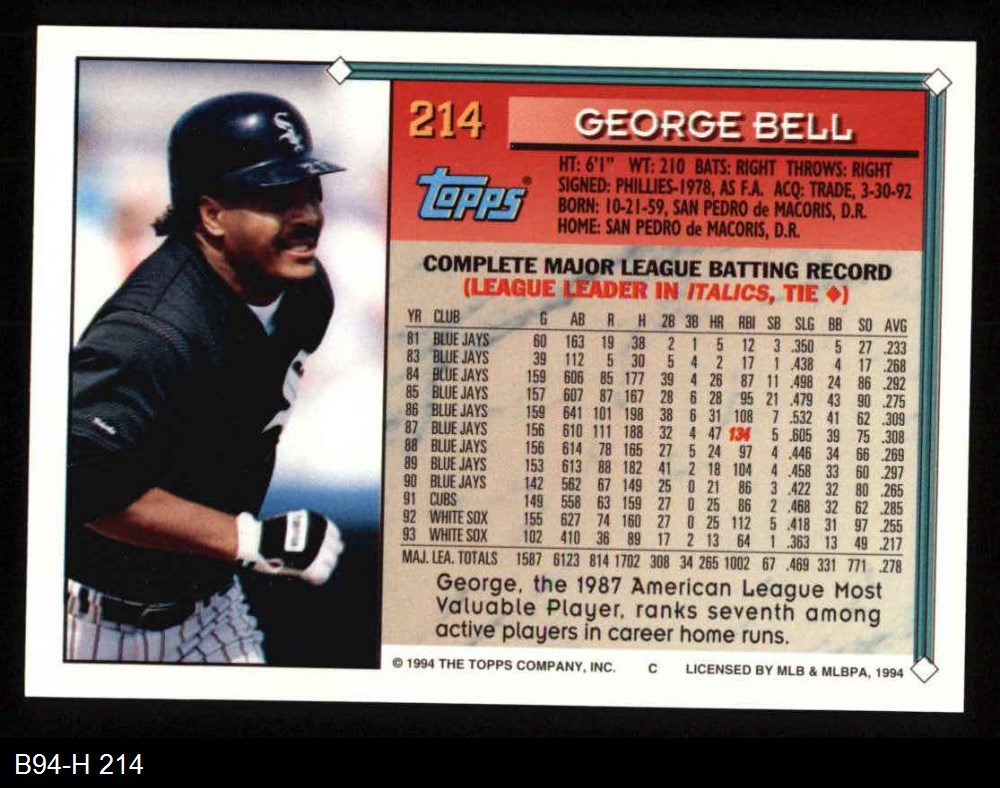 214
GEORGE BELL
Topps®
HT: 6'1" WT: 210 BATS: RIGHT THROWS: RIGHT
SIGNED: PHILLIES-1978, AS F.A. ACQ: TRADE, 3-30-92
BORN: 10-21-59, SAN PEDRO de MACORIS, D.R.
HOME: SAN PEDRO de MACORIS, D.R.
COMPLETE MAJOR LEAGUE BATTING RECORD
(LEAGUE LEADER IN ITALICS, TIE ◆)
YR CLUB G AB R H 2B 3B HR RBI SB SLG BB SO AVG
81 BLUE JAYS 60 163 19 38 2 1 5 12 3 .350 5 27 .233
83 BLUE JAYS 39 112 5 30 5 4 2 17 1 .438 4 17 .268
84 BLUE JAYS 159 606 85 177 39 4 26 87 11 .498 24 86 .292
85 BLUE JAYS 157 607 87 167 28 6 28 95 21 .479 43 90 .275
86 BLUE JAYS 159 641 101 198 38 6 31 108 7 .532 41 62 .309
87 BLUE JAYS 156 610 111 188 32 4 47 134 5 .605 39 75 .308
88 BLUE JAYS 156 614 78 165 27 5 24 97 4 .446 34 66 .269
89 BLUE JAYS 153 613 88 182 41 2 18 104 4 .458 33 60 .297
90 BLUE JAYS 142 562 67 149 25 0 21 86 3 .422 32 80 .265
91 CUBS 149 558 63 159 27 0 25 86 2 .468 32 62 .285
92 WHITE SOX 155 627 74 160 27 0 25 112 5 .418 31 97 .255
93 WHITE SOX 102 410 36 89 17 2 13 64 1 .363 13 49 .217
MAJ. LEA. TOTALS 1587 6123 814 1702 308 34 265 1002 67 .469 331 771 .278
George, the 1987 American League Most
Valuable Player, ranks seventh among
active players in career home runs.
© 1994 THE TOPPS COMPANY, INC. C LICENSED BY MLB & MLBPA, 1994
B94-H 214